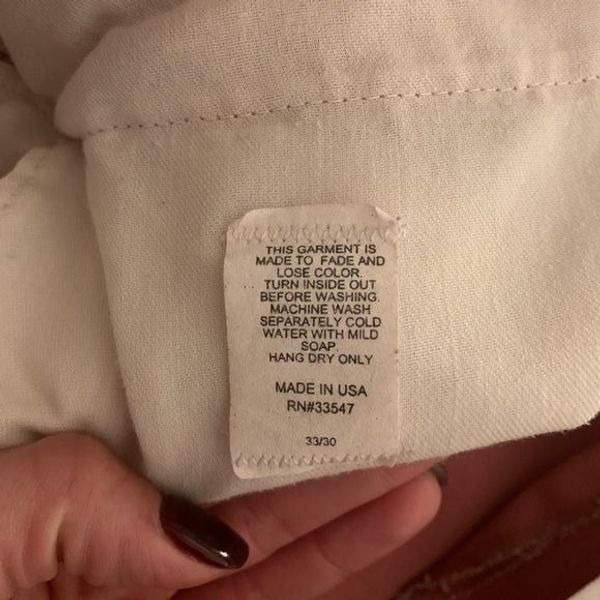 THIS GARMENT IS
MADE TO FADE AND
LOSE COLOR.
TURN INSIDE OUT
BEFORE WASHING.
MACHINE WASH
SEPARATELY COLD
WATER WITH MILD
SOAP.
HANG DRY ONLY
MADE IN USA
RN#33547
33/30